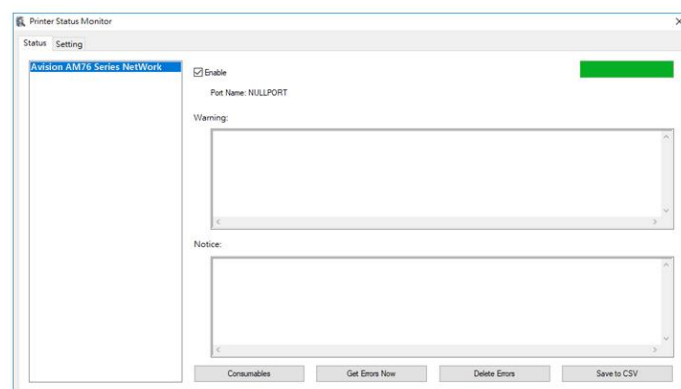 Printer Status Monitor
Status Setting
Avision AM76 Series NetWork
Enable
Port Name: NULLPORT
Warning:
Notice:
Consumables Get Errors Now Delete Errors Save to CSV